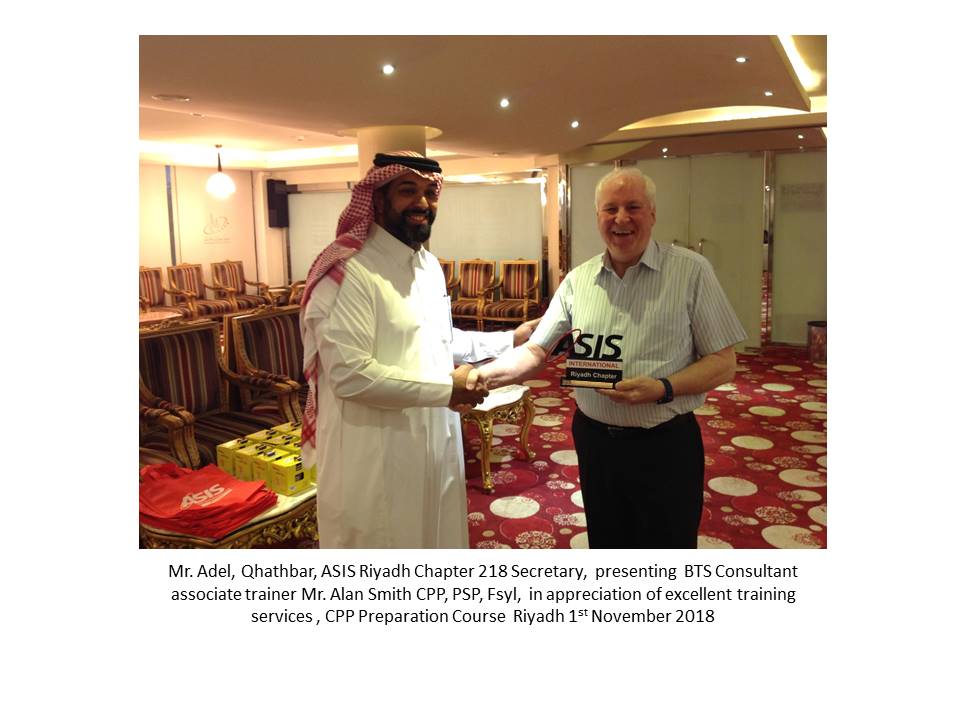 ASIS
INTERNATIONAL
Riyadh Chapter
ASIS
Mr. Adel, Qhathbar, ASIS Riyadh Chapter 218 Secretary, presenting BTS Consultant
associate trainer Mr. Alan Smith CPP, PSP, Fsyl, in appreciation of excellent training
services , CPP Preparation Course Riyadh 1st November 2018